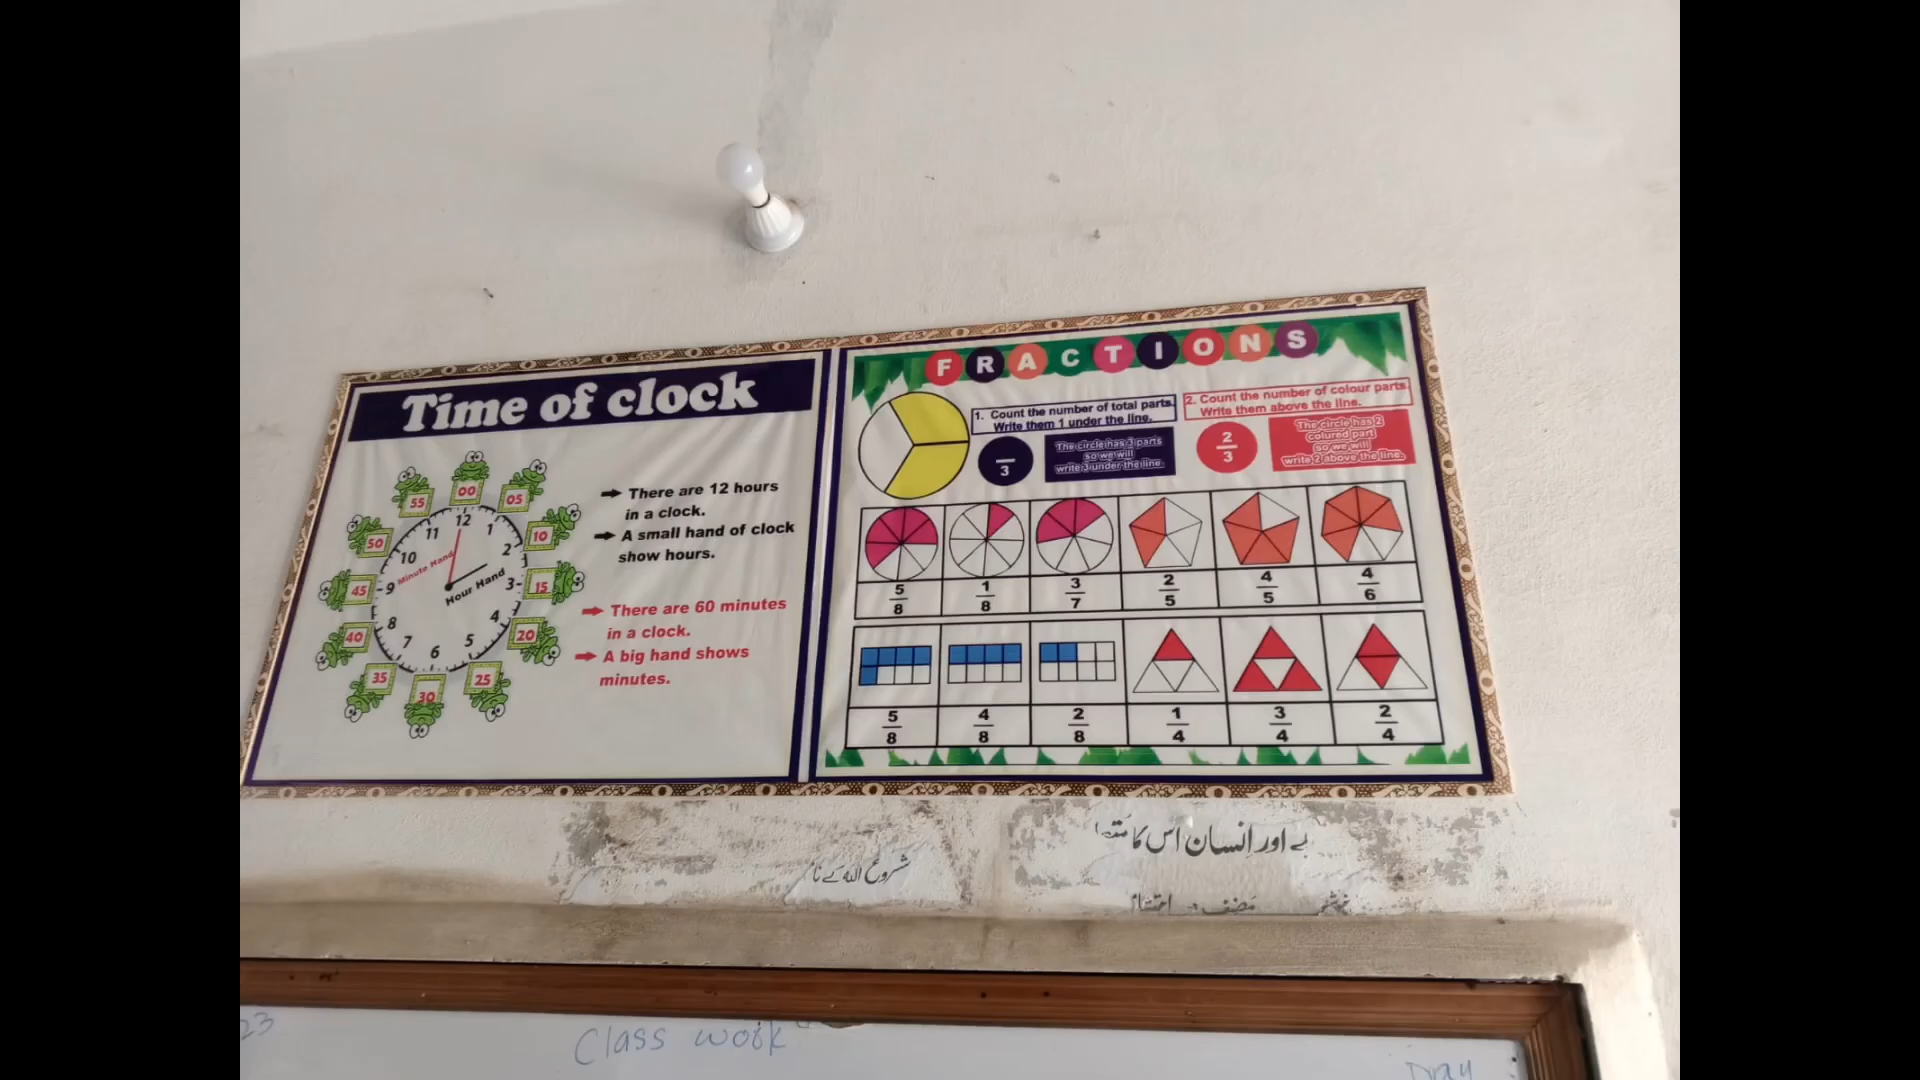 Time of clock
There are 12 hours
in a clock.
A small hand of clock
show hours.
There are 60 minutes
in a clock.
A big hand shows
minutes.
00
05
10
15
20
25
30
35
40
45
50
55
12
1
2
3
4
5
6
7
8
9
10
11
Minute Hand
Hour Hand
FRACTIONS
1. Count the number of total parts.
Write them 1 under the line.
3
The circle has 3 parts
so we will
write 3 under the line.
2. Count the number of colour parts.
Write them above the line.
2/3
The circle has 2
colured part
so we will
write 2 above the line.
5/8 1/8 3/7 2/5 4/5 4/6
5/8 4/8 2/8 1/4 3/4 2/4
اور انسان اس کا
شروع اللہ کے نا
23
Class work